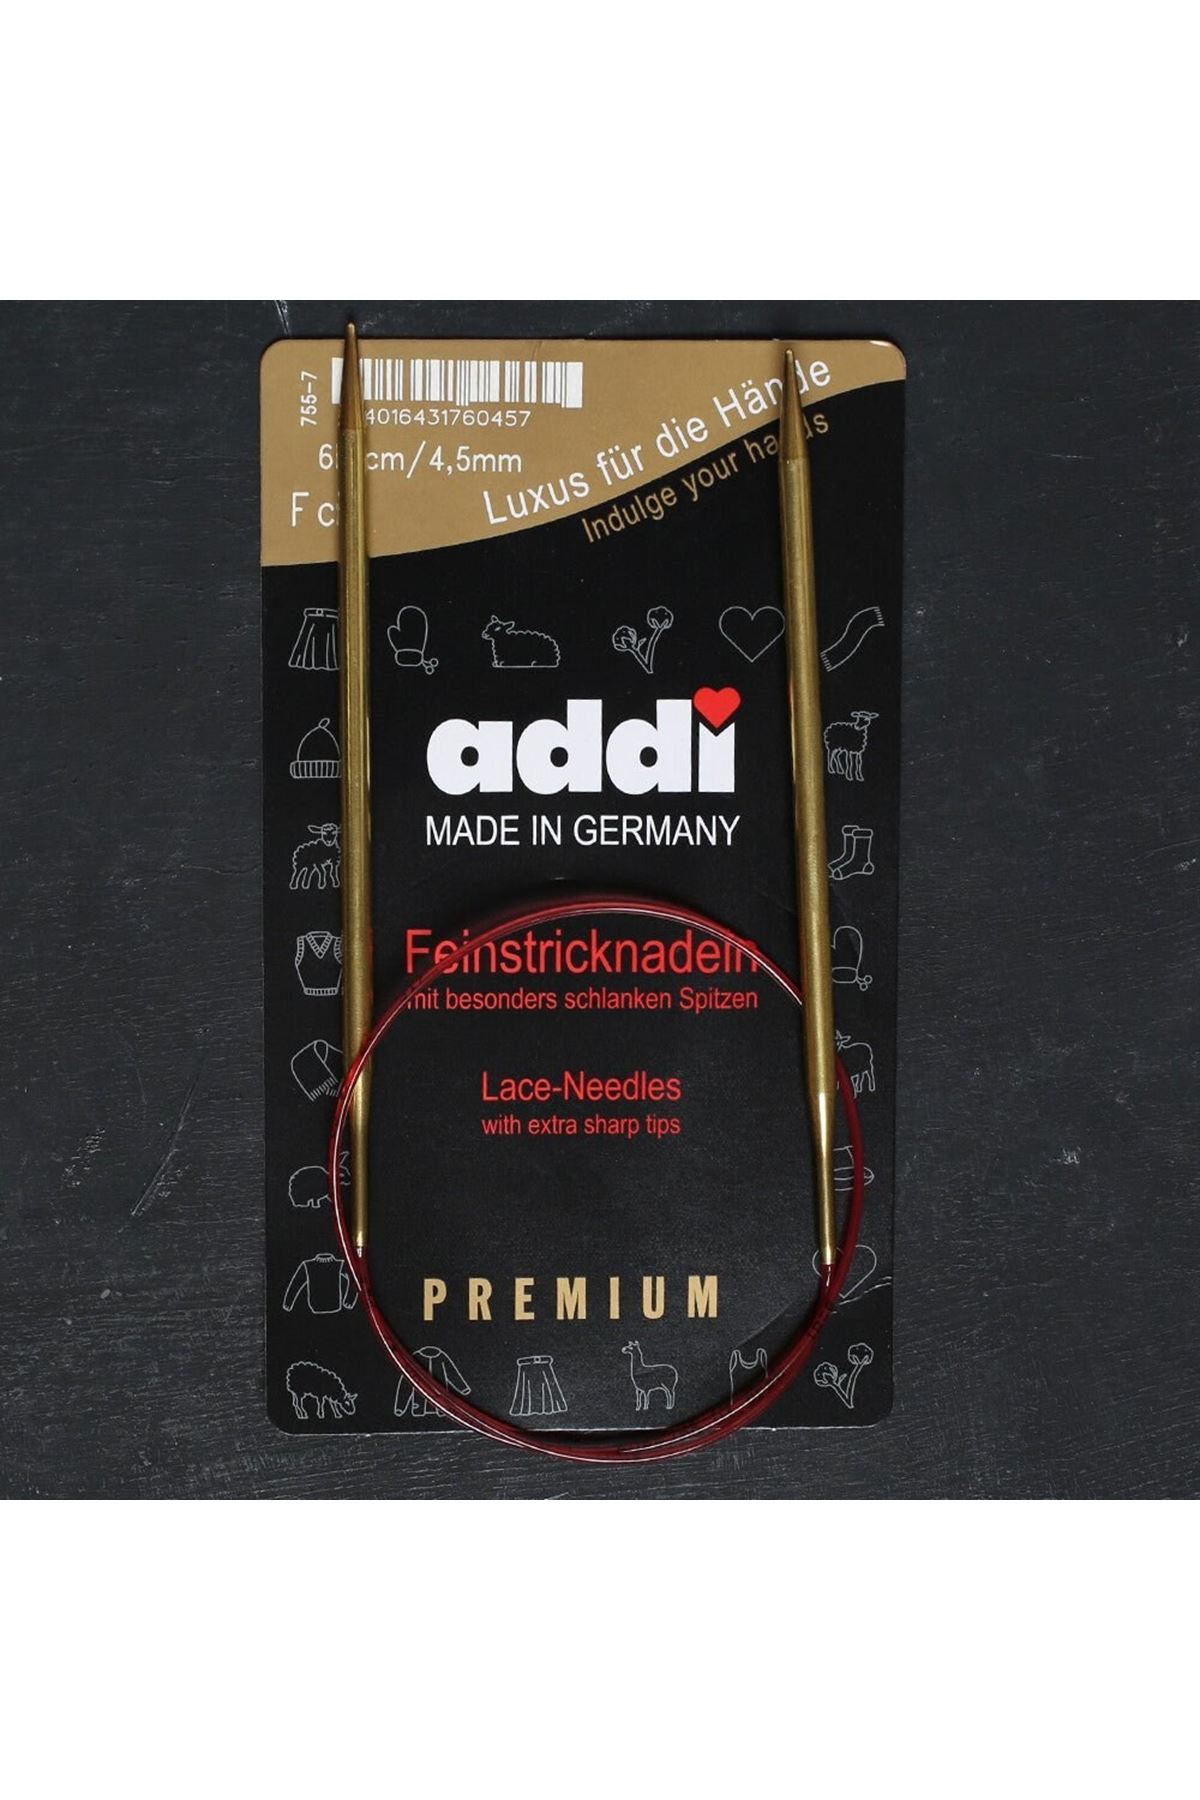 755-7
4016431760457
cm/4,5mm
F
Luxus für die Hände
Indulge your hands
addi
MADE IN GERMANY
Feinstricknadeln
mit besonders schlanken Spitzen
Lace-Needles
with extra sharp tips
PREMIUM